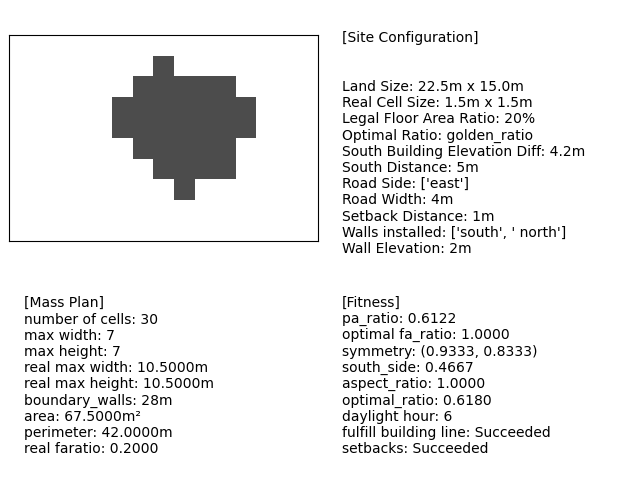 [Site Configuration]
Land Size: 22.5m x 15.0m
Real Cell Size: 1.5m x 1.5m
Legal Floor Area Ratio: 20%
Optimal Ratio: golden_ratio
South Building Elevation Diff: 4.2m
South Distance: 5m
Road Side: ['east']
Road Width: 4m
Setback Distance: 1m
Walls installed: ['south', ' north']
Wall Elevation: 2m
[Mass Plan]
number of cells: 30
max width: 7
max height: 7
real max width: 10.5000m
real max height: 10.5000m
boundary_walls: 28m
area: 67.5000m²
perimeter: 42.0000m
real faratio: 0.2000
[Fitness]
pa_ratio: 0.6122
optimal fa_ratio: 1.0000
symmetry: (0.9333, 0.8333)
south_side: 0.4667
aspect_ratio: 1.0000
optimal_ratio: 0.6180
daylight hour: 6
fulfill building line: Succeeded
setbacks: Succeeded